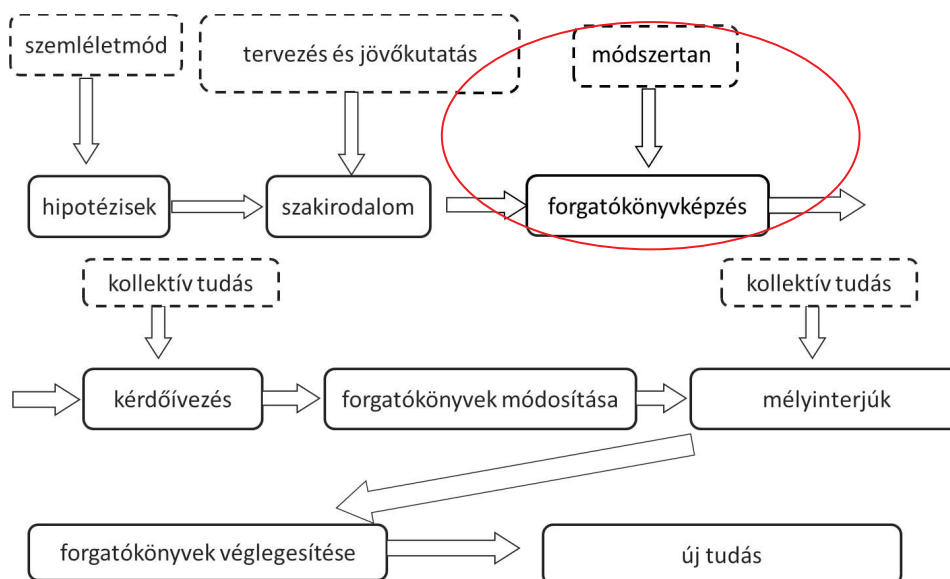 szemléletmód
tervezés és jövőkutatás
módszertan
hipotézisek
szakirodalom
forgatókönyvképzés
kollektív tudás
kollektív tudás
kérdőívezés
forgatókönyvek módosítása
mélyinterjúk
forgatókönyvek véglegesítése
új tudás